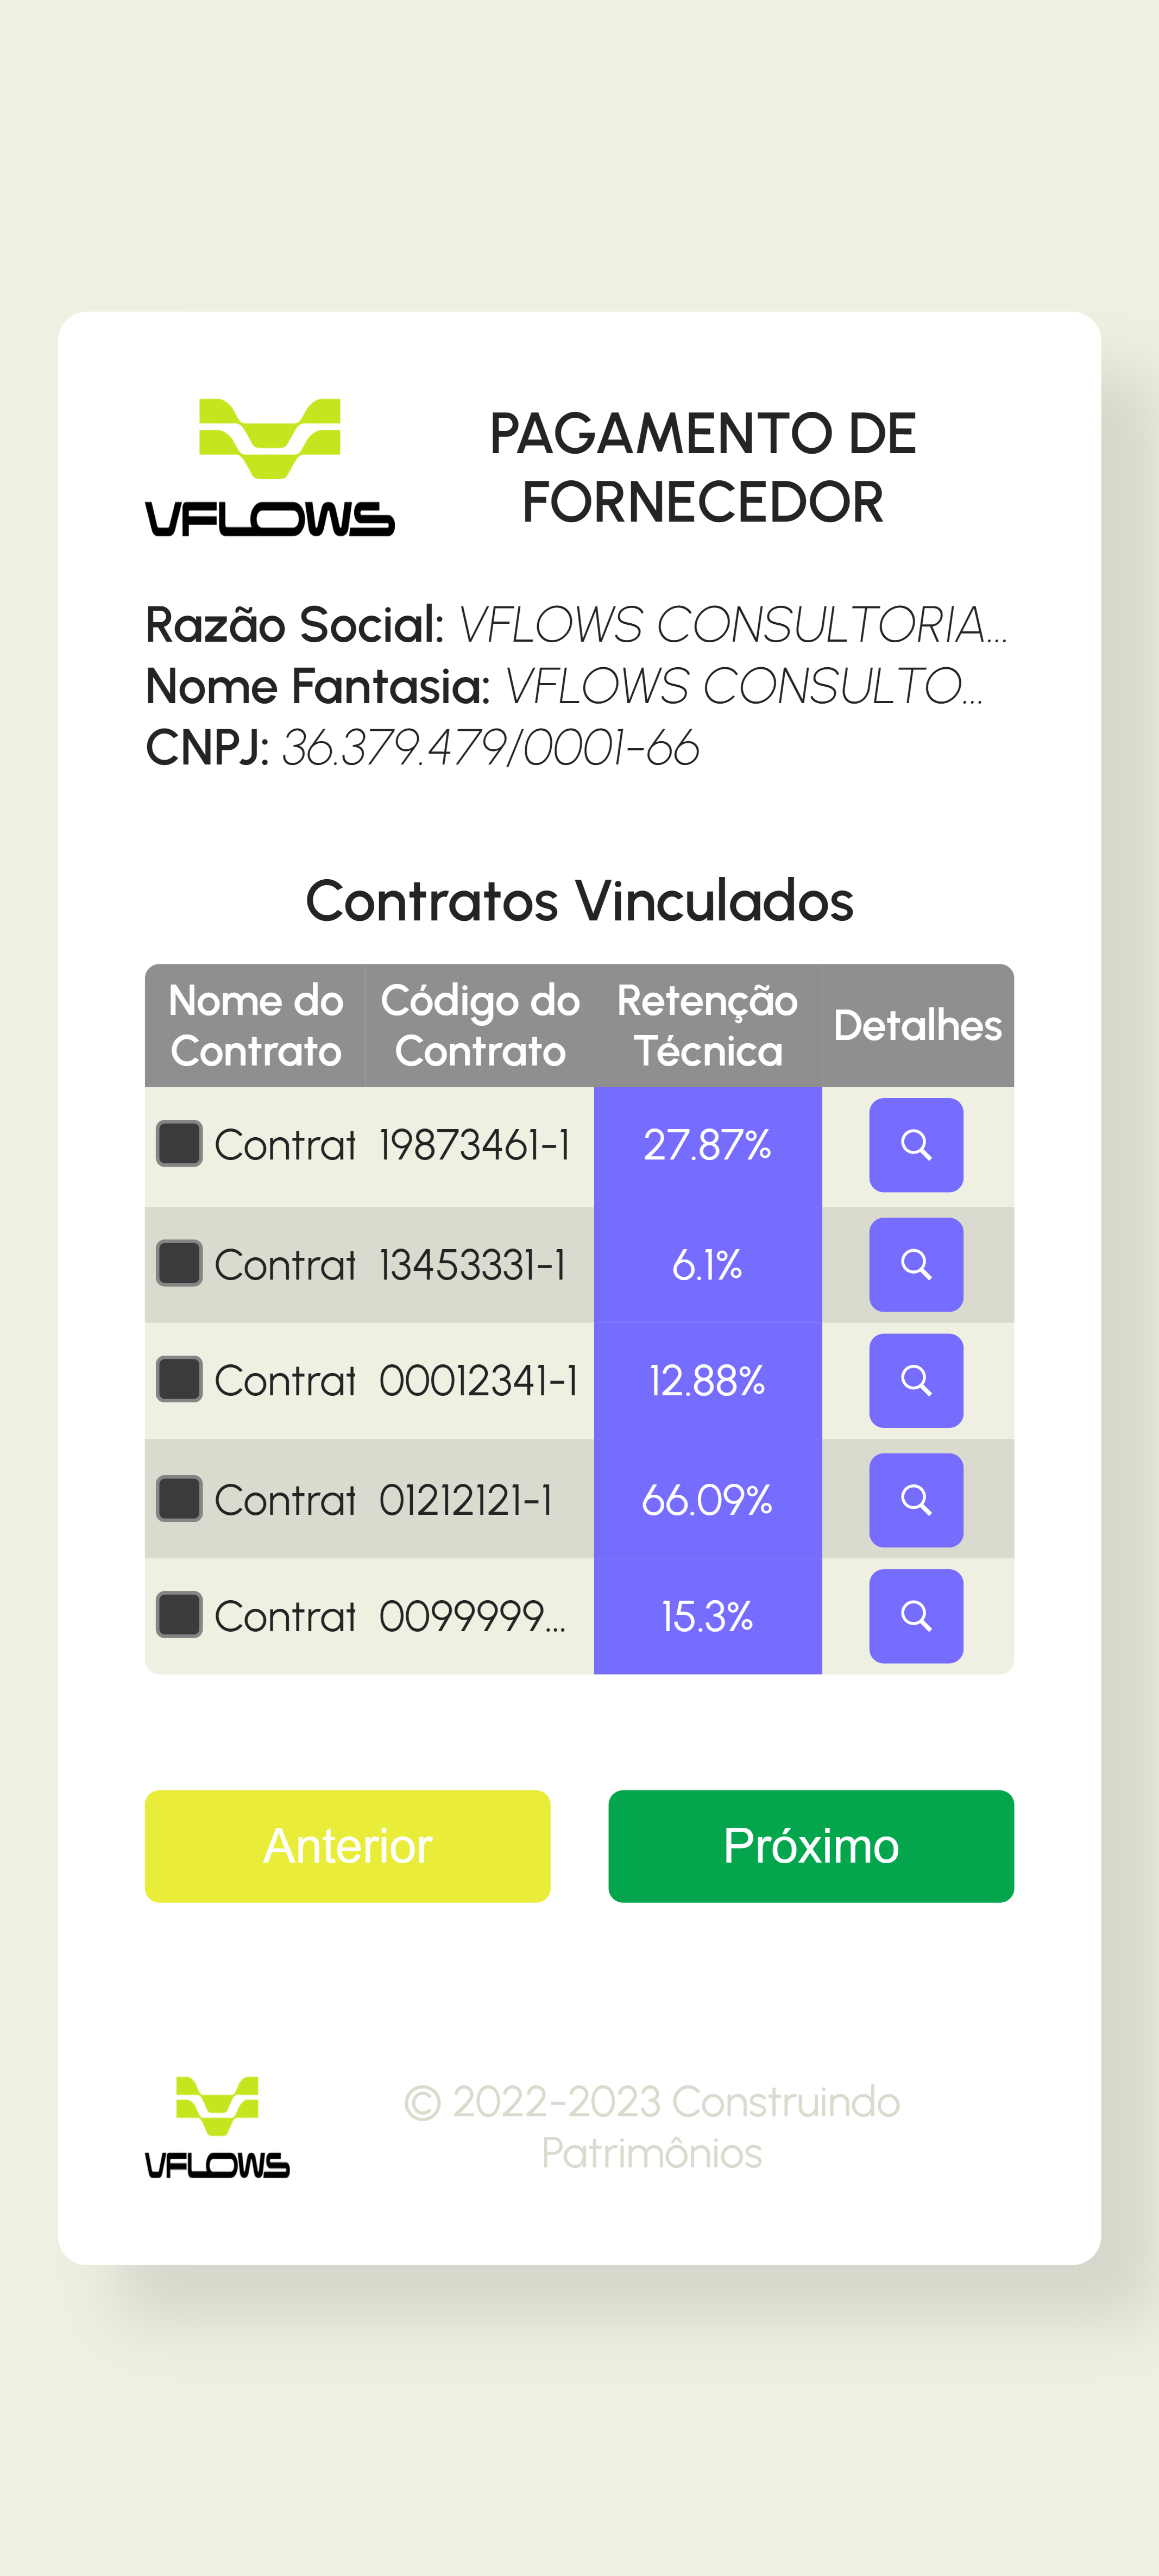 VFLOWS
PAGAMENTO DE
FORNECEDOR
Razão Social: VFLOWS CONSULTORIA...
Nome Fantasia: VFLOWS CONSULTO...
CNPJ: 36.379.479/0001-66
Contratos Vinculados
Nome do Contrato Código do Contrato Retenção Técnica Detalhes
Contrat 19873461-1 27.87%
Contrat 13453331-1 6.1%
Contrat 00012341-1 12.88%
Contrat 01212121-1 66.09%
Contrat 0099999... 15.3%
Anterior Próximo
VFLOWS
© 2022-2023 Construindo
Patrimônios